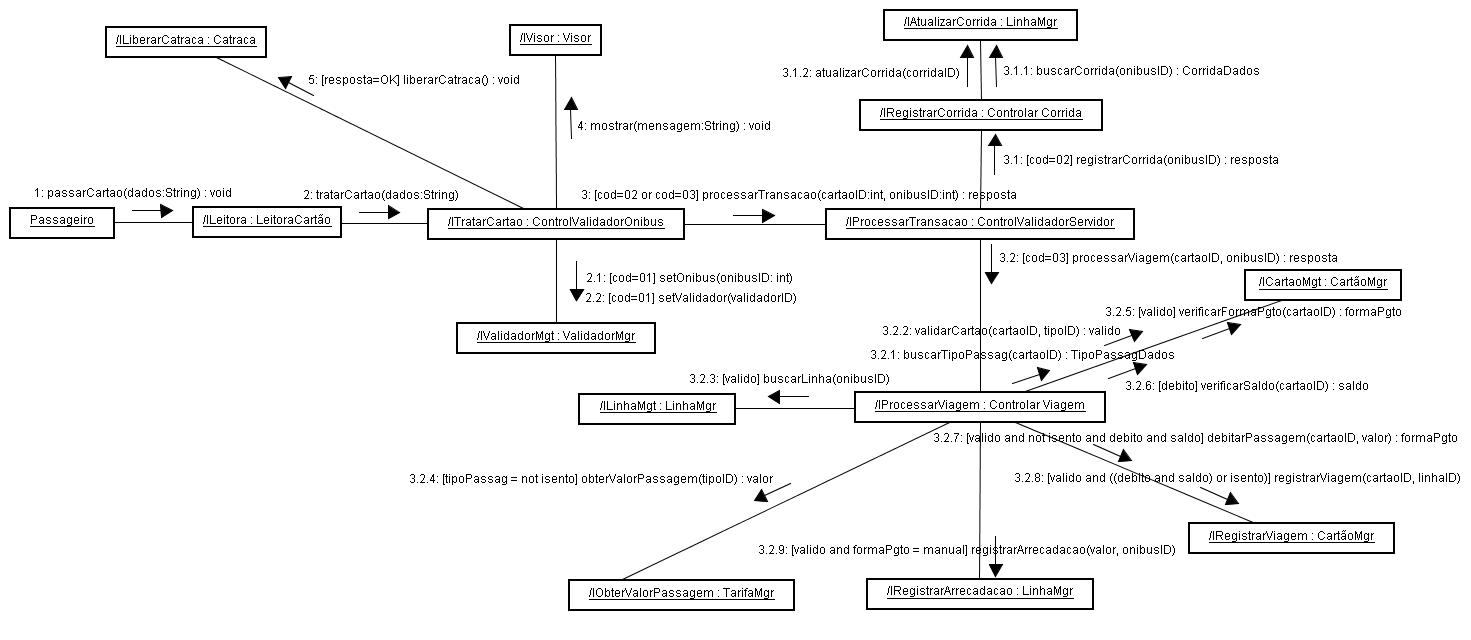 /IAtualizarCorrida : LinhaMgr
/ILiberarCatraca : Catraca
/IVisor : Visor
3.1.2: atualizarCorrida(corridaID)
3.1.1: buscarCorrida(onibusID) : CorridaDados
5: [resposta=OK] liberarCatraca() : void
/IRegistrarCorrida : Controlar Corrida
4: mostrar(mensagem:String) : void
3.1: [cod=02] registrarCorrida(onibusID) : resposta
1: passarCartao(dados:String) : void
2: tratarCartao(dados:String)
3: [cod=02 or cod=03] processarTransacao(cartaoID:int, onibusID:int) : resposta
Passageiro
/ILeitora : LeitoraCartão
/ITratarCartao : ControlValidadorOnibus
/IProcessarTransacao : ControlValidadorServidor
3.2: [cod=03] processarViagem(cartaoID, onibusID) : resposta
2.1: [cod=01] setOnibus(onibusID: int)
/ICartaoMgt : CartãoMgr
2.2: [cod=01] setValidador(validadorID)
3.2.5: [valido] verificarFormaPgto(cartaoID) : formaPgto
3.2.2: validarCartao(cartaoID, tipoID) : valido
/IValidadorMgt : ValidadorMgr
3.2.1: buscarTipoPassag(cartaoID) : TipoPassagDados
3.2.3: [valido] buscarLinha(onibusID)
3.2.6: [debito] verificarSaldo(cartaoID) : saldo
/ILinhaMgt : LinhaMgr
/IProcessarViagem : Controlar Viagem
3.2.7: [valido and not isento and debito and saldo] debitarPassagem(cartaoID, valor) : formaPgto
3.2.4: [tipoPassag = not isento] obterValorPassagem(tipoID) : valor
3.2.8: [valido and ((debito and saldo) or isento)] registrarViagem(cartaoID, linhaID)
/IRegistrarViagem : CartãoMgr
3.2.9: [valido and formaPgto = manual] registrarArrecadacao(valor, onibusID)
/IObterValorPassagem : TarifaMgr
/IRegistrarArrecadacao : LinhaMgr